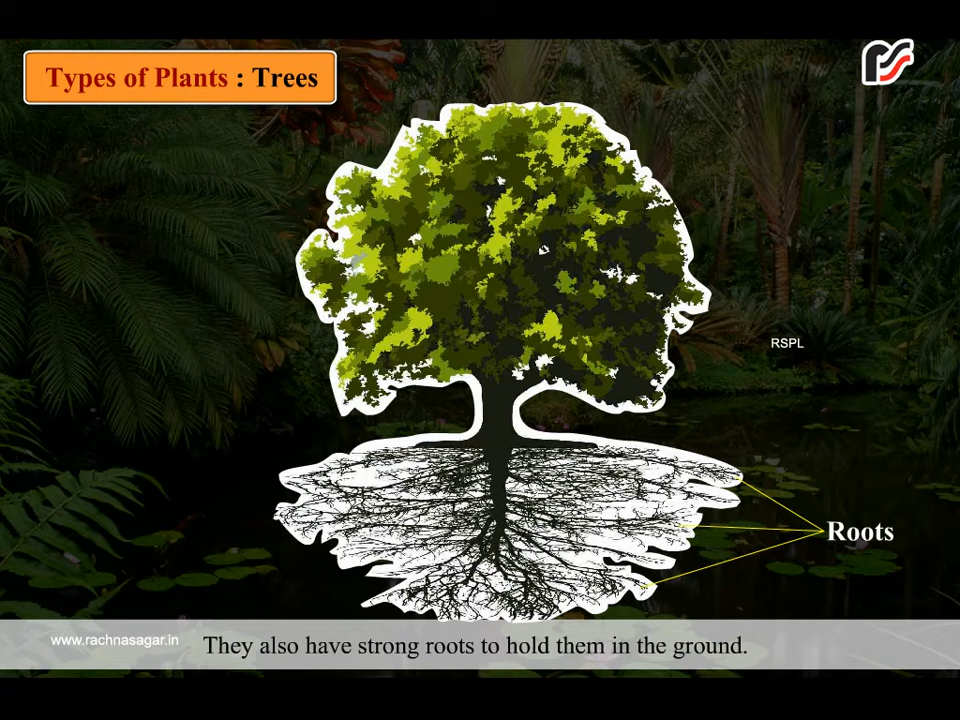 Types of Plants : Trees
RSPL
Roots
www.rachnasagar.in
They also have strong roots to hold them in the ground.